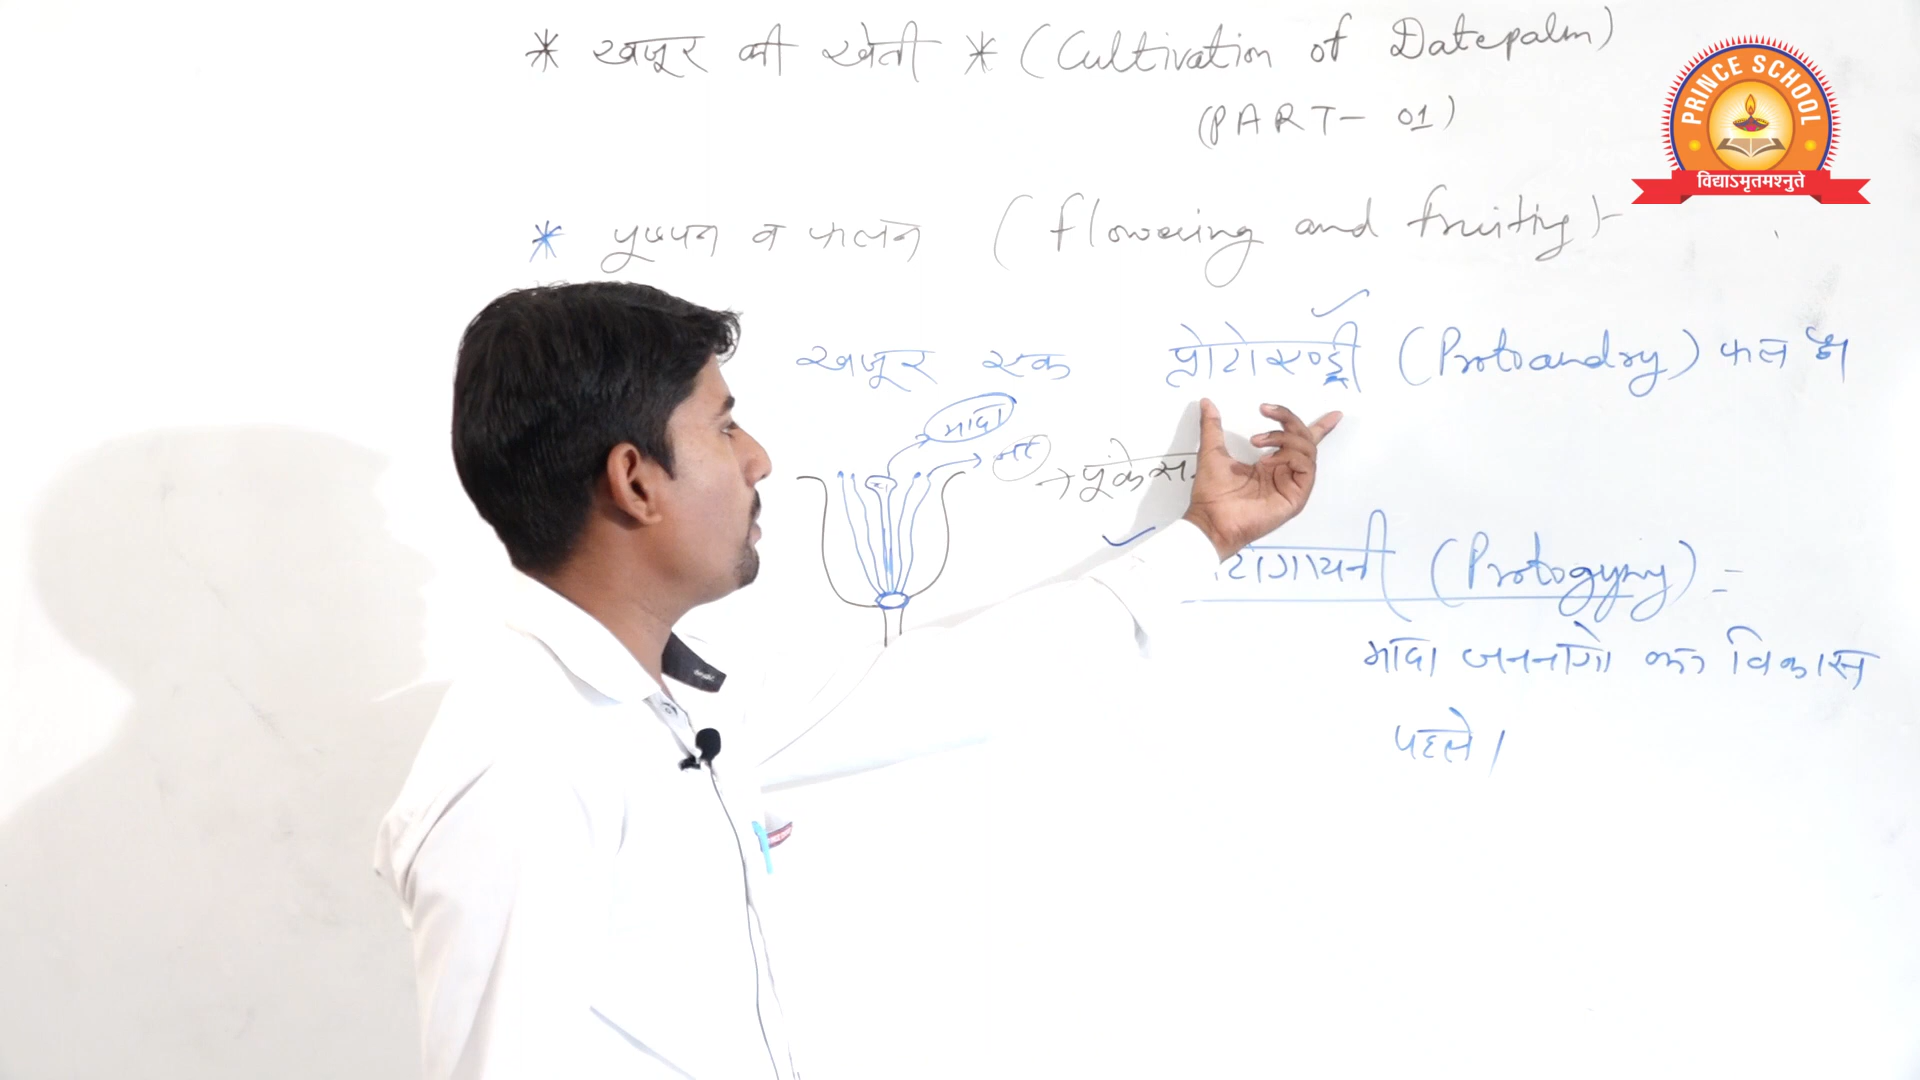 * खजूर की खेती * (Cultivation of Datepalm)
(PART- 01)
* पुष्पन व फलन (flowering and fruiting)-
खजूर एक प्रोटोएण्ड्री (Protoandry) फल है
मादा
नर → पूंकेस
टोगायनी (Protogyny) =
मादा जननांगो का विकास
पहले।
PRINCE SCHOOL
विद्याऽमृतमश्नुते